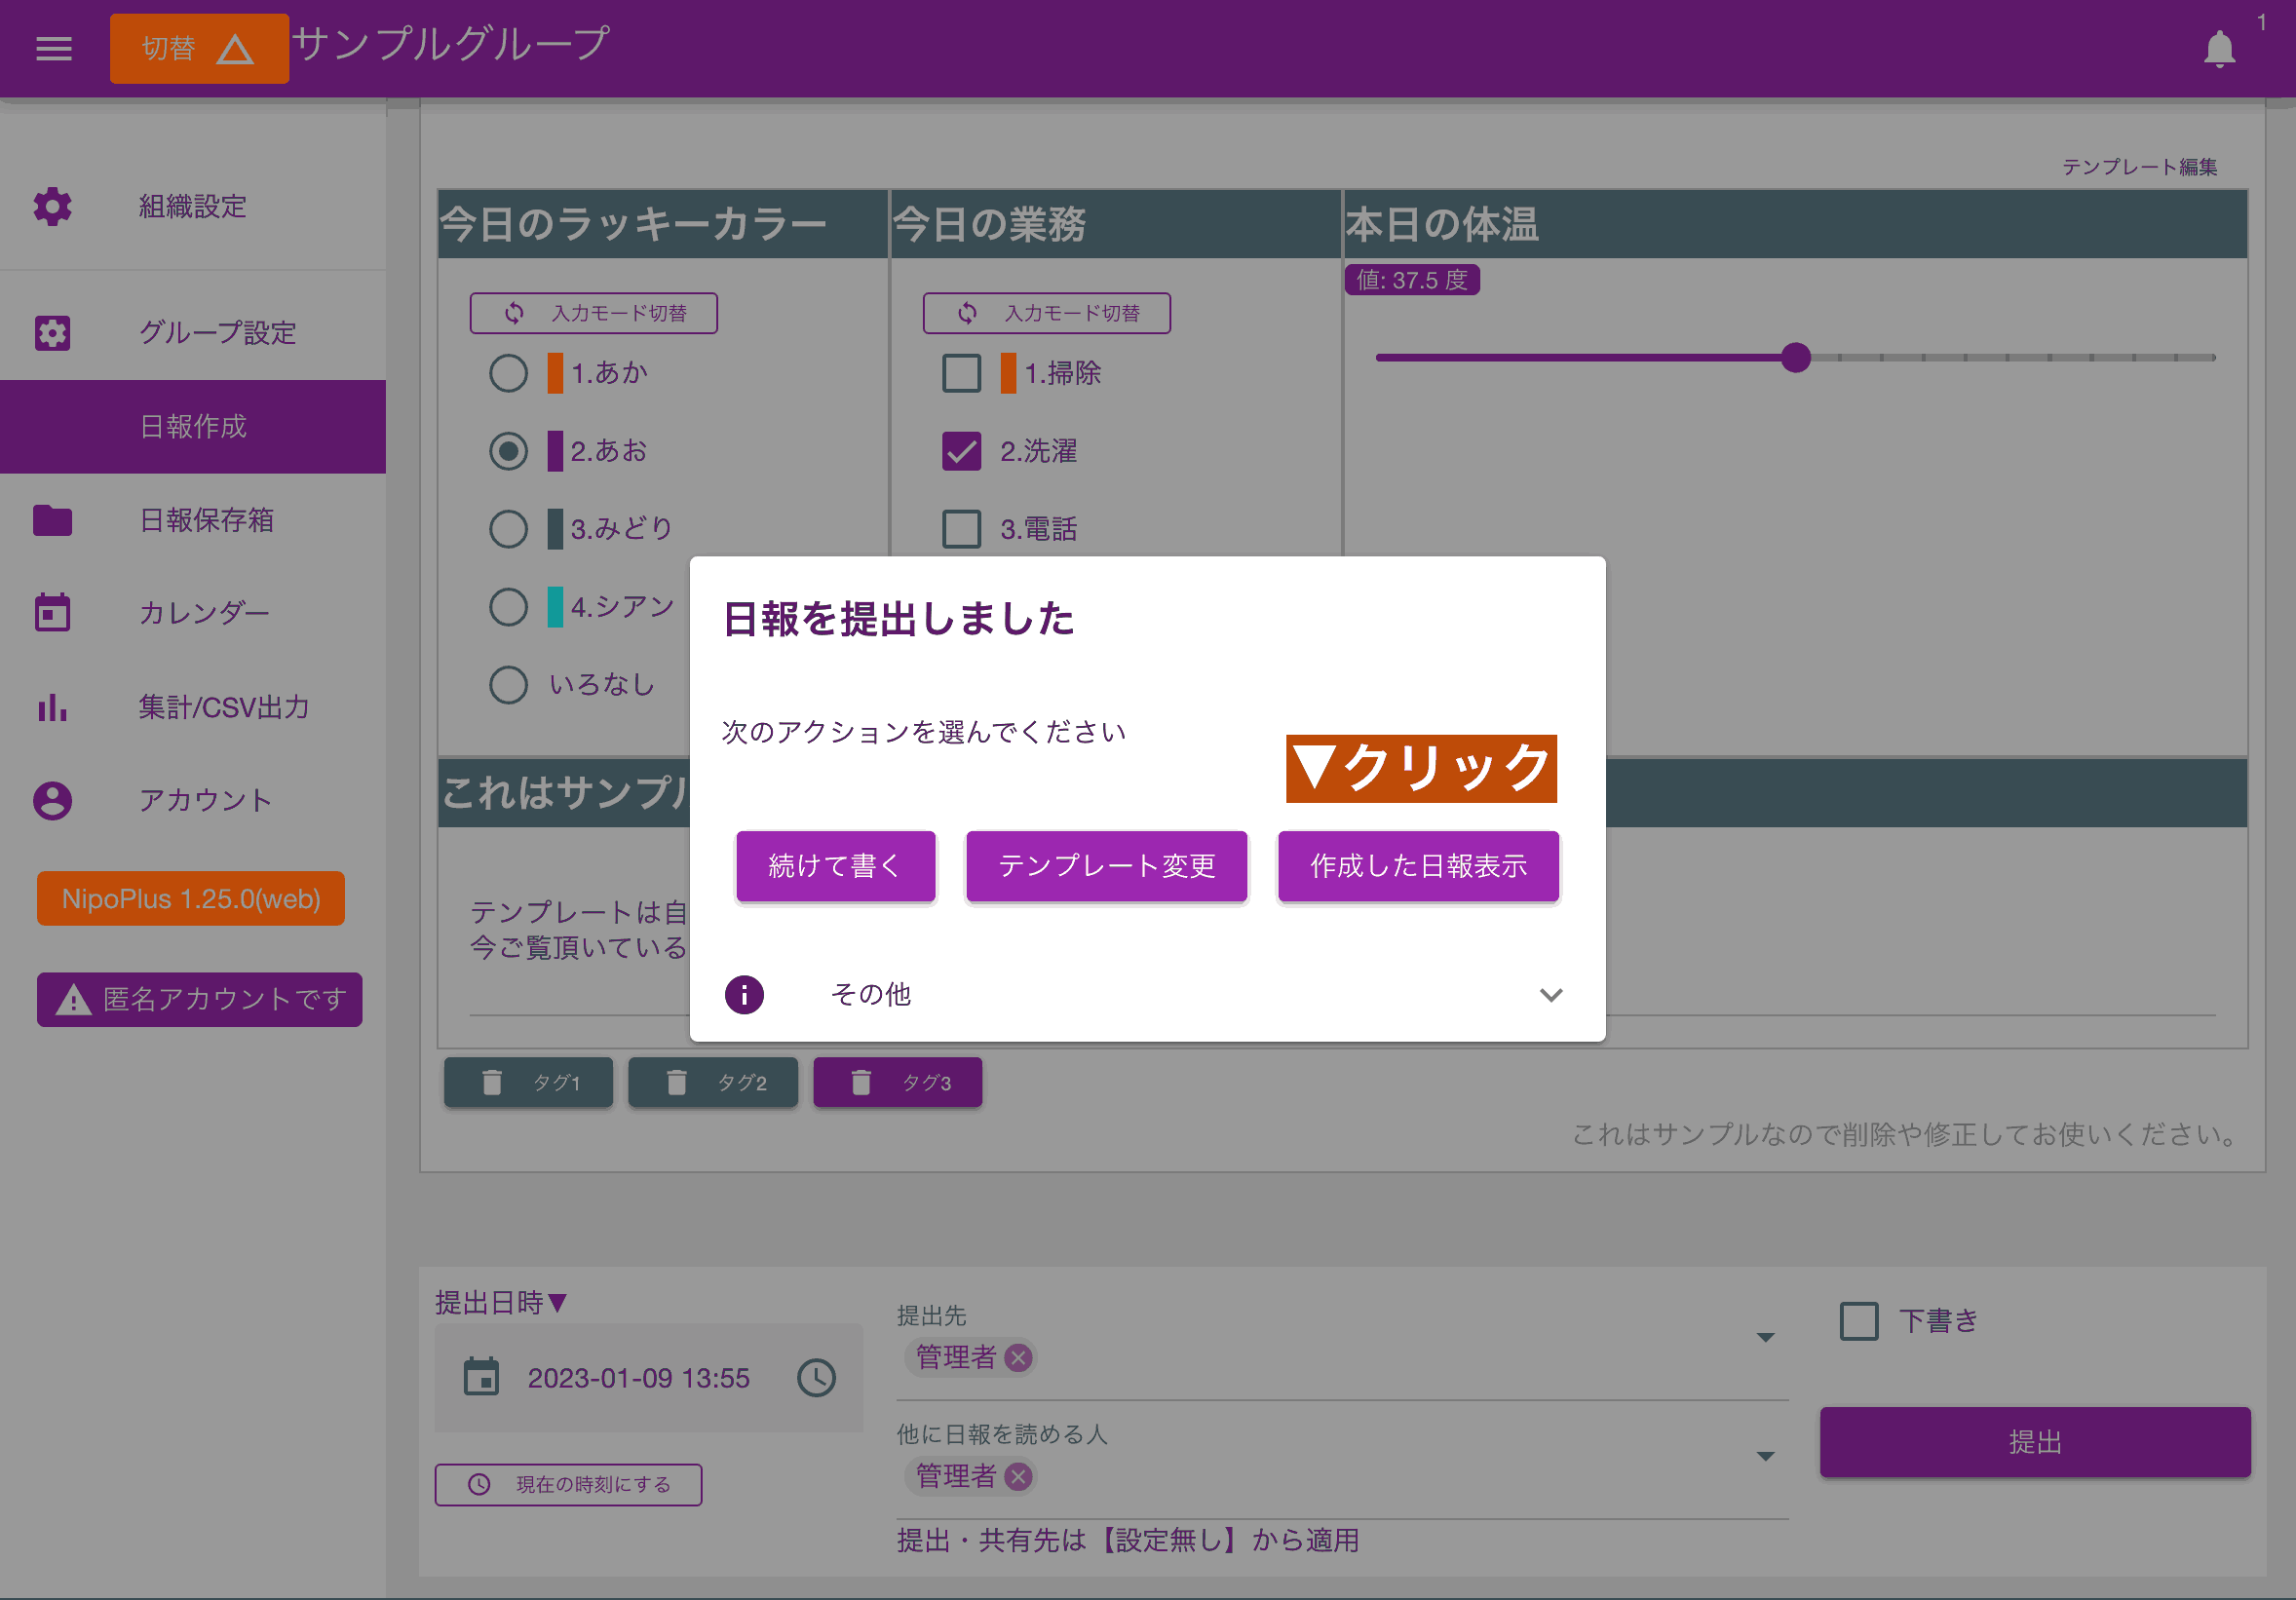 切替 サンプルグループ
1
組織設定
グループ設定
日報作成
日報保存箱
カレンダー
集計/CSV出力
アカウント
NipoPlus 1.25.0(web)
匿名アカウントです
テンプレート編集
今日のラッキーカラー
今日の業務
本日の体温
入力モード切替
入力モード切替
値: 37.5 度
1.あか
2.あお
3.みどり
4.シアン
いろなし
1.掃除
2.洗濯
3.電話
これはサンプル
テンプレートは自
今ご覧頂いている
日報を提出しました
次のアクションを選んでください
▼クリック
続けて書く
テンプレート変更
作成した日報表示
その他
タグ1
タグ2
タグ3
これはサンプルなので削除や修正してお使いください。
提出日時▼
2023-01-09 13:55
現在の時刻にする
提出先
管理者
他に日報を読める人
管理者
提出・共有先は【設定無し】から適用
下書き
提出